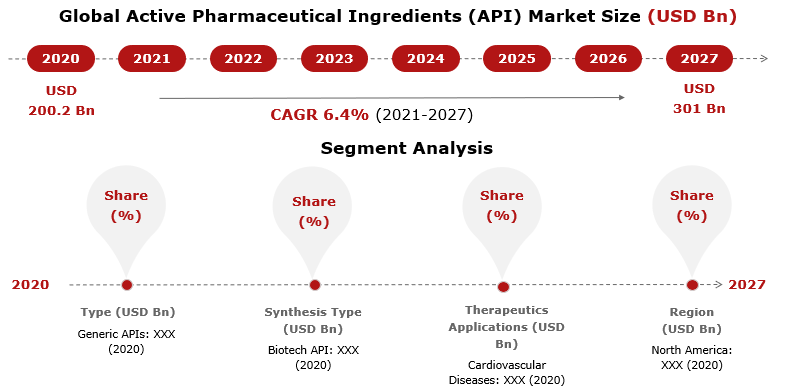 Global Active Pharmaceutical Ingredients (API) Market Size (USD Bn)
2020 2021 2022 2023 2024 2025 2026 2027
USD
200.2 Bn
USD
301 Bn
CAGR 6.4% (2021-2027)
Segment Analysis
Share
(%)
Share
(%)
Share
(%)
Share
(%)
2020
2027
Type (USD Bn)
Generic APIs: XXX
(2020)
Synthesis Type
(USD Bn)
Biotech API: XXX
(2020)
Therapeutics
Applications (USD
Bn)
Cardiovascular
Diseases: XXX (2020)
Region
(USD Bn)
North America:
XXX (2020)